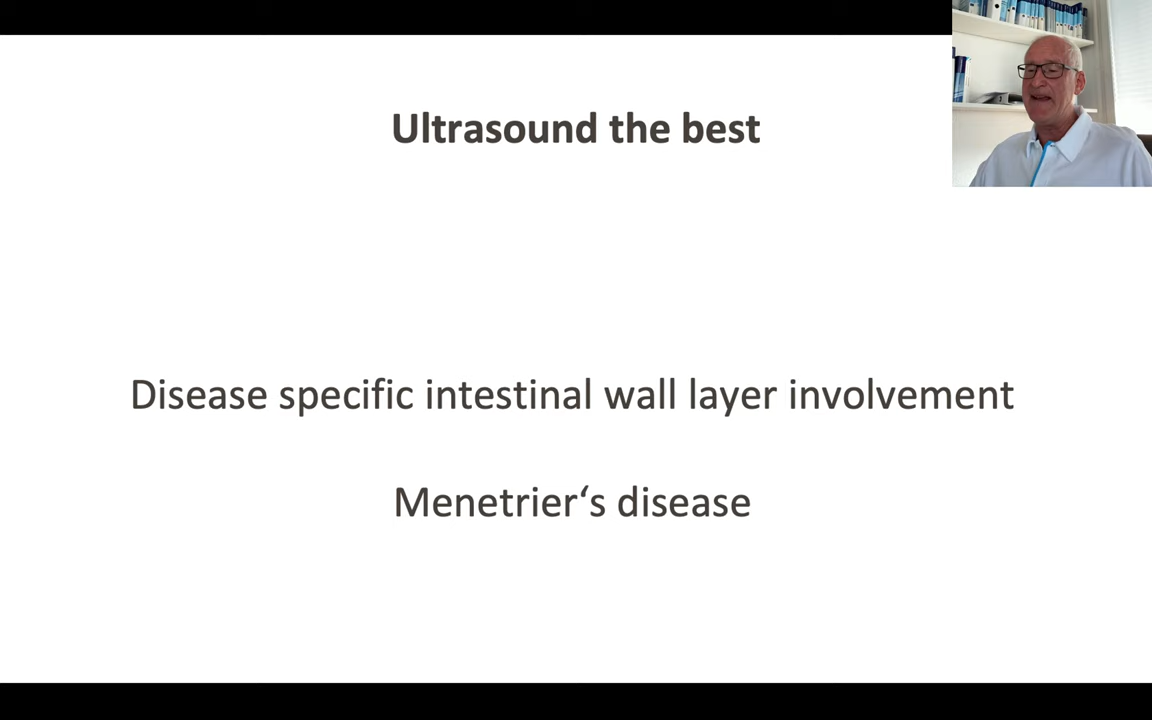 Ultrasound the best
Disease specific intestinal wall layer involvement
Menetrier‘s disease